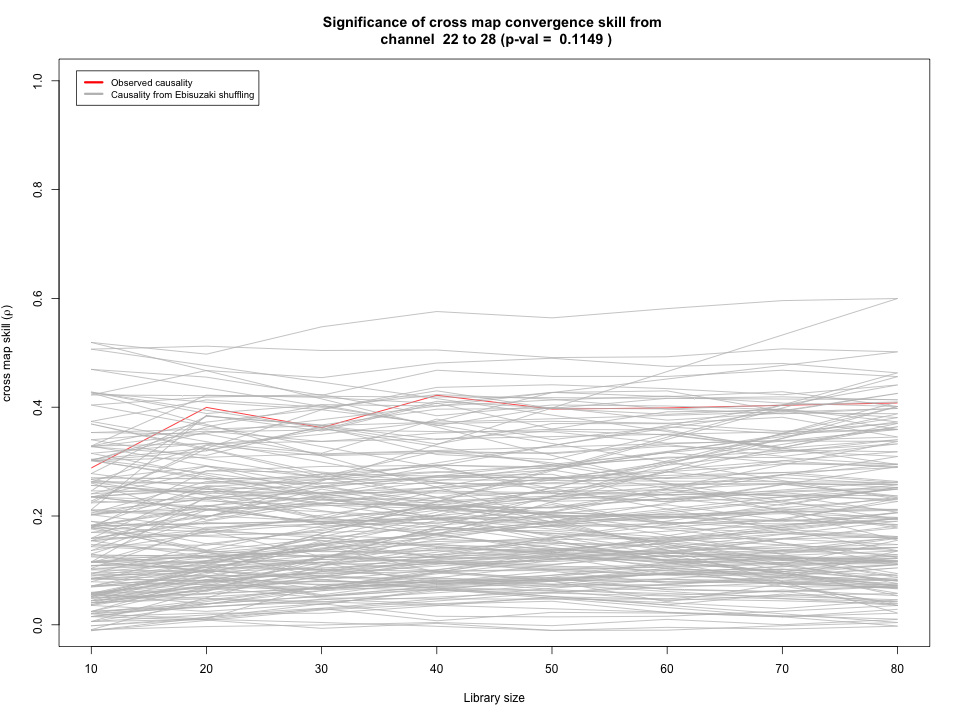 Significance of cross map convergence skill from
channel  22 to 28 (p-val =  0.1149 )
Observed causality
Causality from Ebisuzaki shuffling
cross map skill (ρ)
1.0
0.8
0.6
0.4
0.2
0.0
10 20 30 40 50 60 70 80
Library size